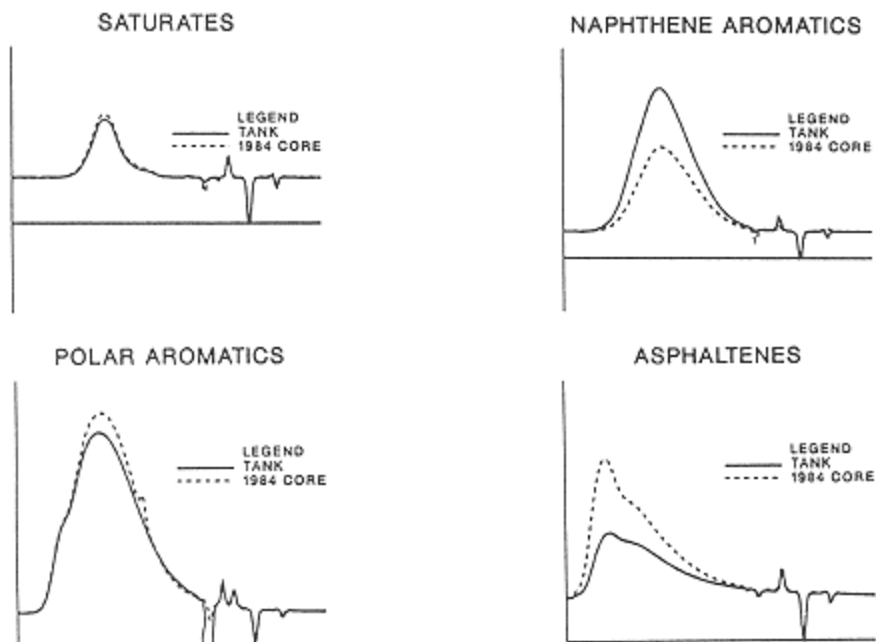 SATURATES
LEGEND
TANK
1984 CORE
NAPHTHENE AROMATICS
LEGEND
TANK
1984 CORE
POLAR AROMATICS
LEGEND
TANK
1984 CORE
ASPHALTENES
LEGEND
TANK
1984 CORE